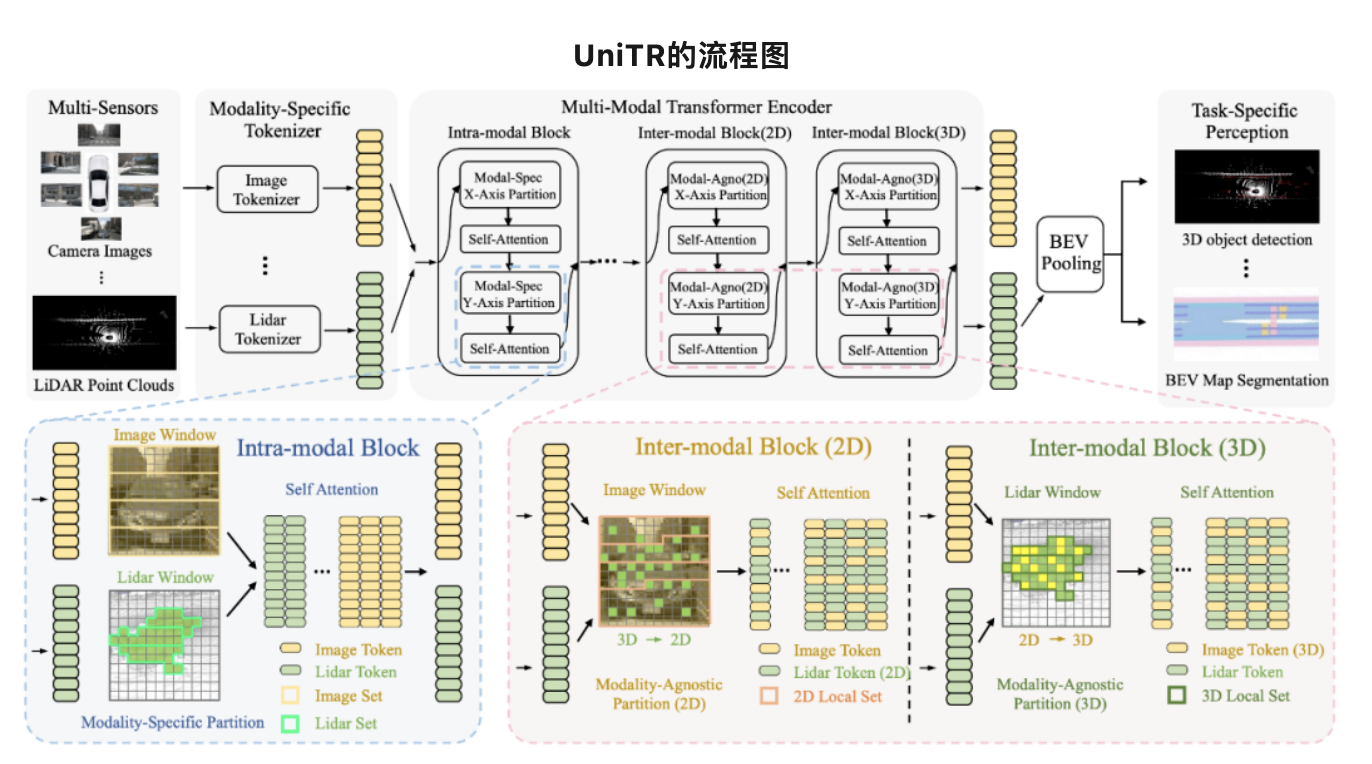 UniTR的流程图
Multi-Sensors
Camera Images
LiDAR Point Clouds
Modality-Specific
Tokenizer
Image
Tokenizer
Lidar
Tokenizer
Multi-Modal Transformer Encoder
Intra-modal Block
Modal-Spec
X-Axis Partition
Self-Attention
Modal-Spec
Y-Axis Partition
Self-Attention
Inter-modal Block(2D)
Modal-Agno(2D)
X-Axis Partition
Self-Attention
Modal-Agno(2D)
Y-Axis Partition
Self-Attention
Inter-modal Block(3D)
Modal-Agno(3D)
X-Axis Partition
Self-Attention
Modal-Agno(3D)
Y-Axis Partition
Self-Attention
BEV
Pooling
Task-Specific
Perception
3D object detection
BEV Map Segmentation
Image Window
Intra-modal Block
Self Attention
Lidar Window
Image Token
Lidar Token
Image Set
Lidar Set
Modality-Specific Partition
Inter-modal Block (2D)
Image Window
Self Attention
3D → 2D
Image Token
Lidar Token (2D)
2D Local Set
Modality-Agnostic
Partition (2D)
Inter-modal Block (3D)
Lidar Window
Self Attention
2D → 3D
Image Token (3D)
Lidar Token
3D Local Set
Modality-Agnostic
Partition (3D)